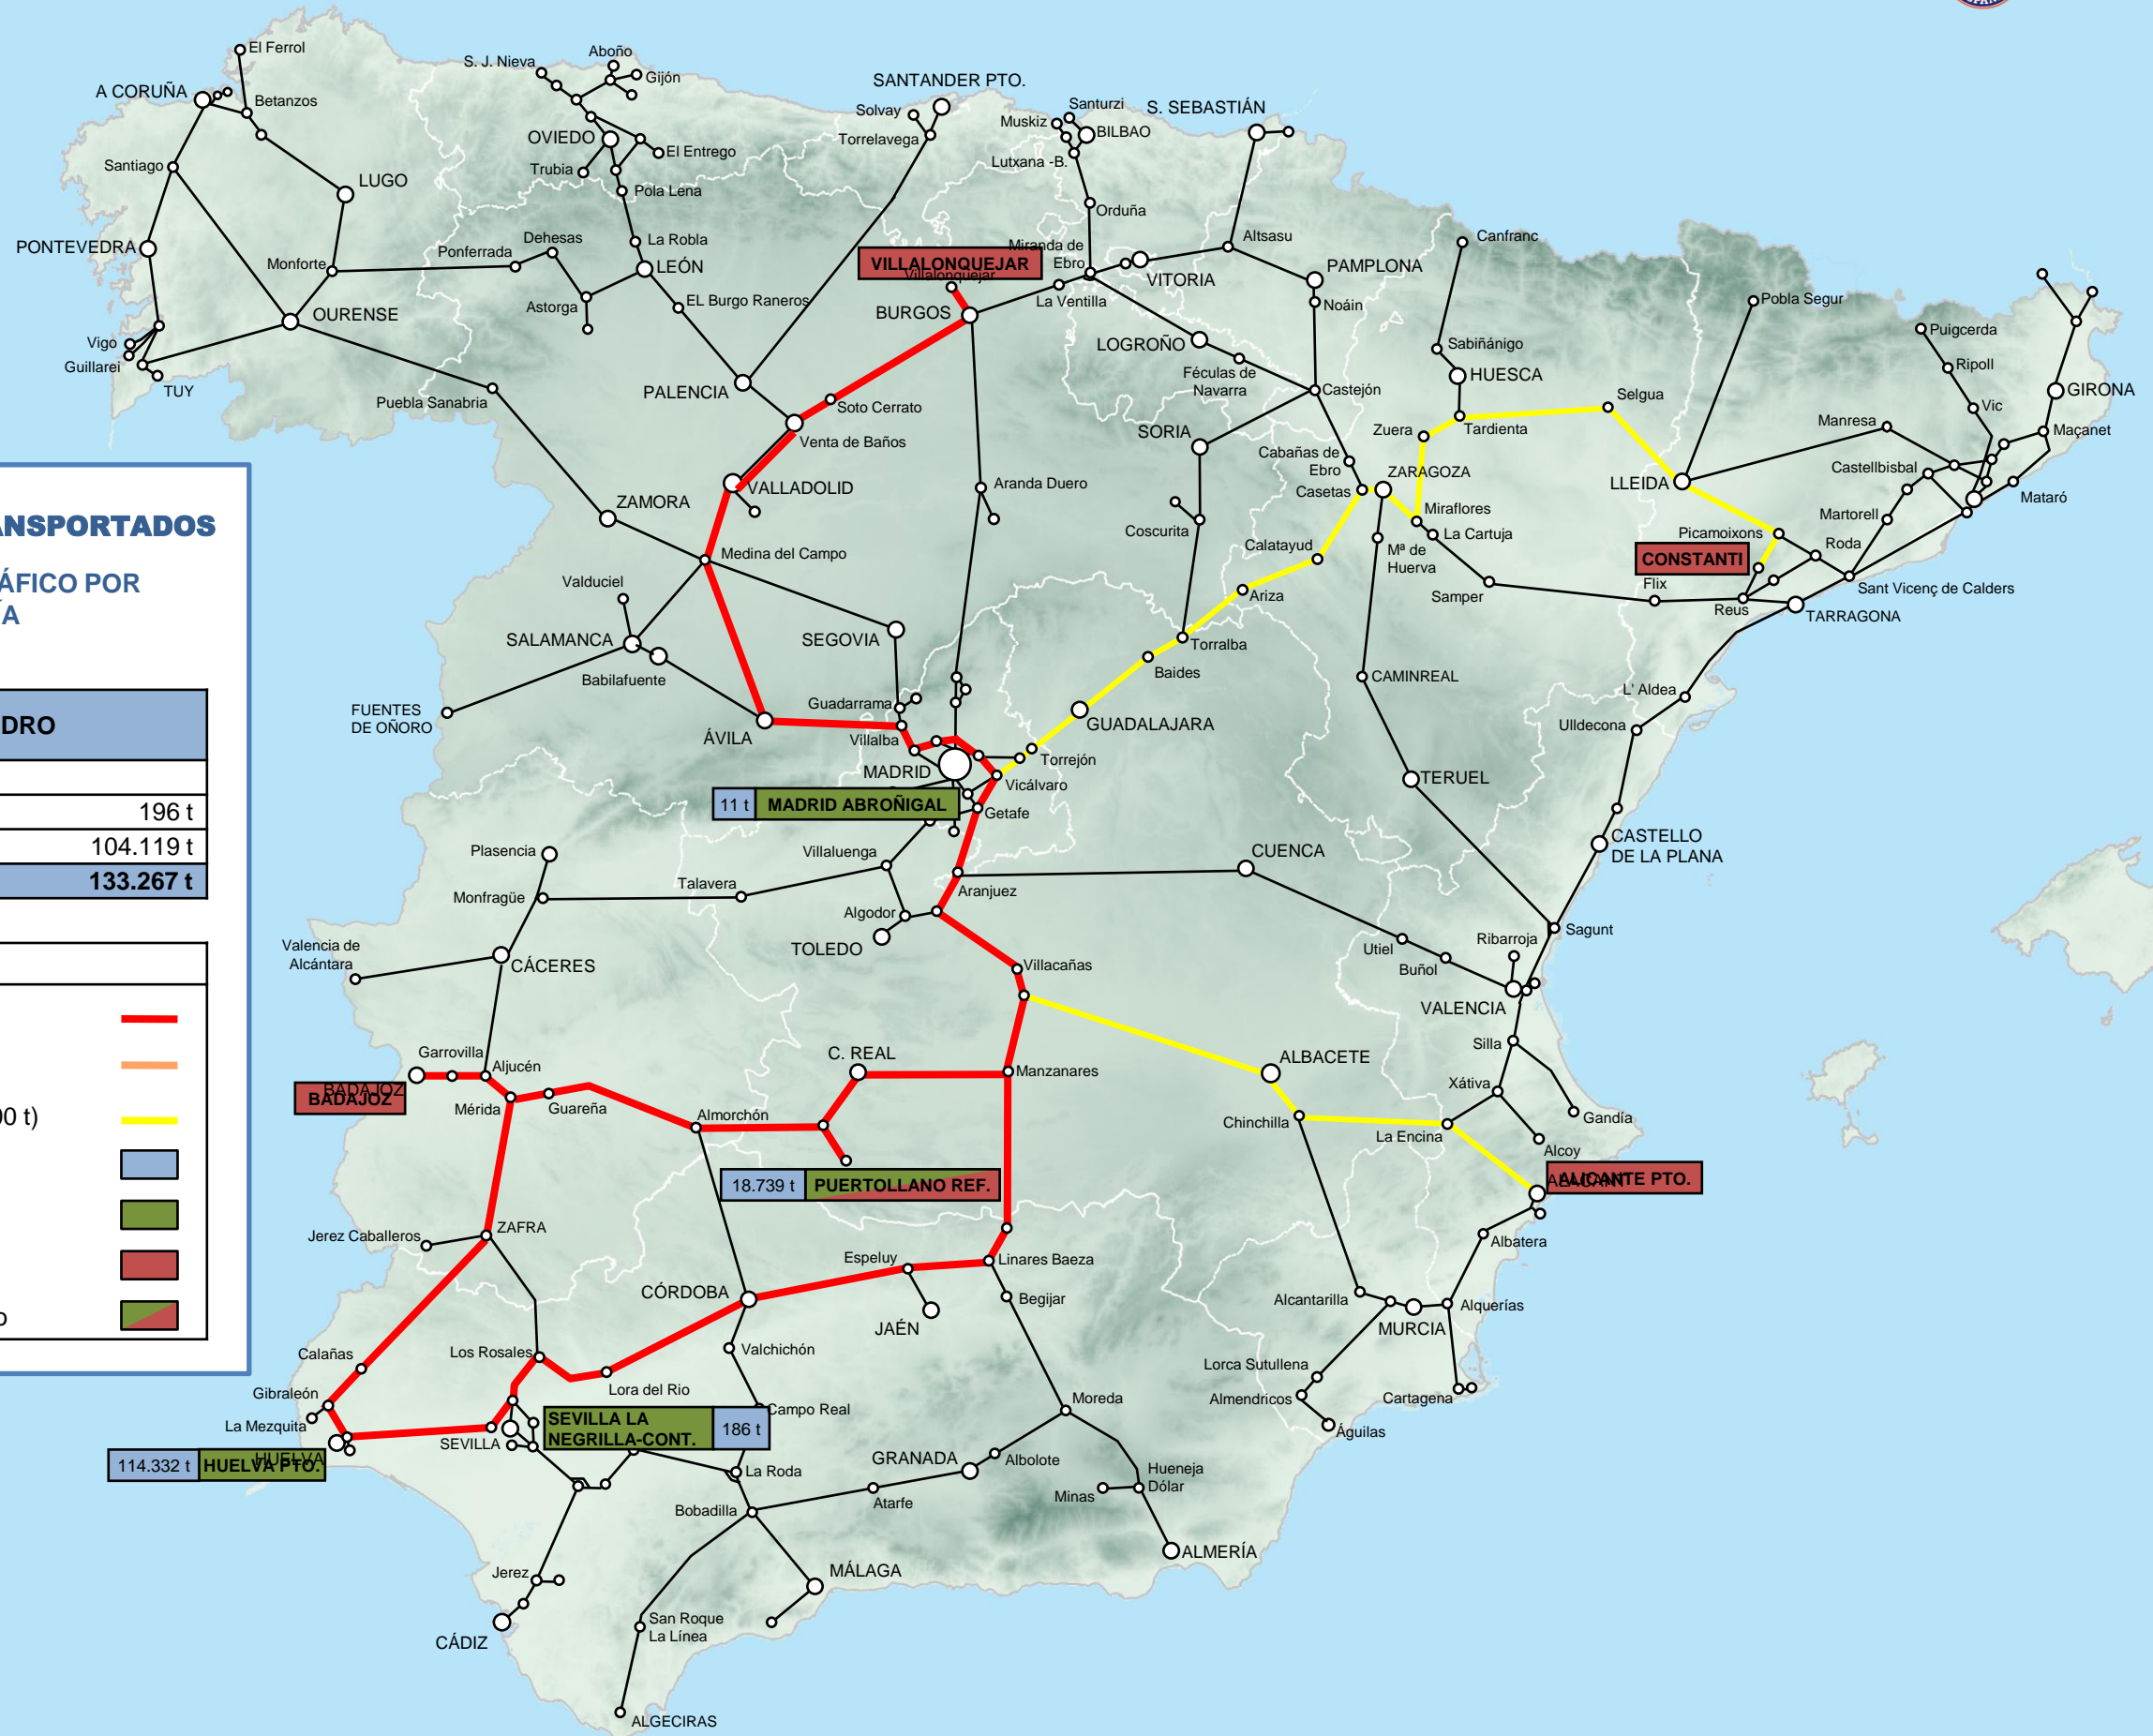 ESPAÑA
El Ferrol
A CORUÑA
Betanzos
Santiago
LUGO
PONTEVEDRA
Monforte
OURENSE
Vigo
Guillarei
TUY
Puebla Sanabria
S. J. Nieva
Aboño
Gijón
OVIEDO
El Entrego
Trubia
Pola Lena
La Robla
LEÓN
Dehesas
Ponferrada
Astorga
EL Burgo Raneros
PALENCIA
SANTANDER PTO.
Solvay
Torrelavega
Santurzi
Muskiz
BILBAO
Lutxana -B.
Orduña
S. SEBASTIÁN
Miranda de
Ebro
VITORIA
Altsasu
PAMPLONA
Noáin
Canfranc
VILLALONQUEJAR
Villalonquejar
BURGOS
La Ventilla
LOGROÑO
Féculas de
Navarra
Castejón
Sabiñánigo
HUESCA
Pobla Segur
Puigcerda
Ripoll
GIRONA
Vic
Manresa
Maçanet
Castellbisbal
Mataró
Martorell
Soto Cerrato
Venta de Baños
VALLADOLID
SORIA
Cabañas de
Ebro
Casetas
ZARAGOZA
Zuera
Tardienta
Selgua
LLEIDA
Miraflores
La Cartuja
Picamoixons
Roda
CONSTANTI
Flix
Reus
Sant Vicenç de Calders
TARRAGONA
Samper
Mª de
Huerva
ZAMORA
Aranda Duero
Coscurita
Calatayud
Ariza
Medina del Campo
Valduciel
SALAMANCA
SEGOVIA
Babilafuente
FUENTES
DE OÑORO
Torralba
Baides
CAMINREAL
L' Aldea
Ulldecona
Guadarrama
ÁVILA
Villalba
GUADALAJARA
MADRID
Torrejón
Vicálvaro
TERUEL
11 t
MADRID ABROÑIGAL
Getafe
CASTELLO
DE LA PLANA
Plasencia
Villaluenga
CUENCA
Monfragüe
Talavera
Aranjuez
Algodor
TOLEDO
Utiel
Ribarroja
Sagunt
Buñol
VALENCIA
Valencia de
Alcántara
CÁCERES
Villacañas
Silla
Garrovilla
Aljucén
C. REAL
Manzanares
ALBACETE
Xátiva
BADAJOZ
BADAJOZ
Mérida
Guareña
Almorchón
Chinchilla
La Encina
Gandía
Alcoy
18.739 t
PUERTOLLANO REF.
ALICANTE PTO.
ZAFRA
Jerez Caballeros
Espeluy
Linares Baeza
Albatera
CÓRDOBA
Begijar
Alcantarilla
Alquerías
JAÉN
MURCIA
Los Rosales
Valchichón
Calañas
Lora del Rio
Lorca Sutullena
Gibraleón
Almendricos
Cartagena
La Mezquita
Campo Real
Moreda
Águilas
SEVILLA
SEVILLA LA
NEGRILLA-CONT.
186 t
114.332 t
HUELVA PTO.
HUELVA
GRANADA
Albolote
La Roda
Hueneja
Dólar
Minas
Bobadilla
Atarfe
ALMERÍA
Jerez
MÁLAGA
San Roque
La Línea
CÁDIZ
ALGECIRAS
ANSPORTADOS
ÁFICO POR
ÍA
DRO
196 t
104.119 t
133.267 t
00 t)
o